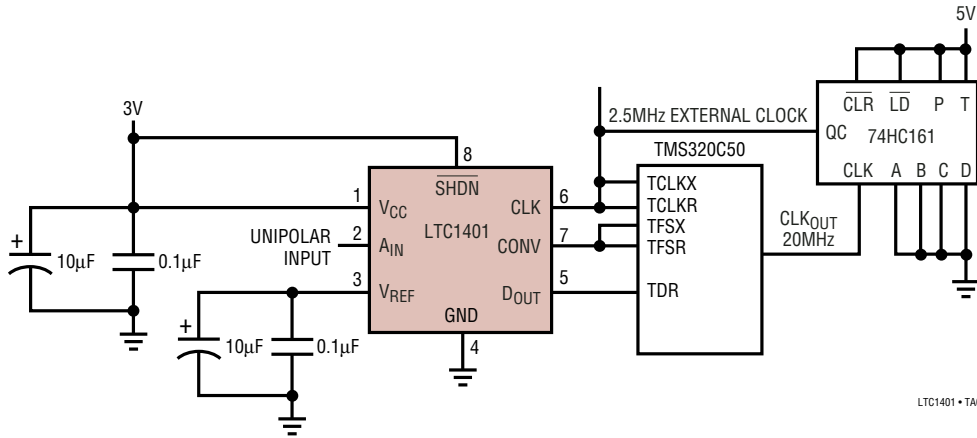 5V
3V
2.5MHz EXTERNAL CLOCK
CLR LD P T
QC 74HC161
CLK A B C D
TMS320C50
TCLKX
TCLKR
TFSX
TFSR
TDR
CLKOUT
20MHz
8
SHDN
1
VCC
CLK
6
LTC1401
UNIPOLAR
INPUT
2
AIN
CONV
7
3
VREF
DOUT
5
GND
4
+
10µF
0.1µF
+
10µF
0.1µF
LTC1401 •